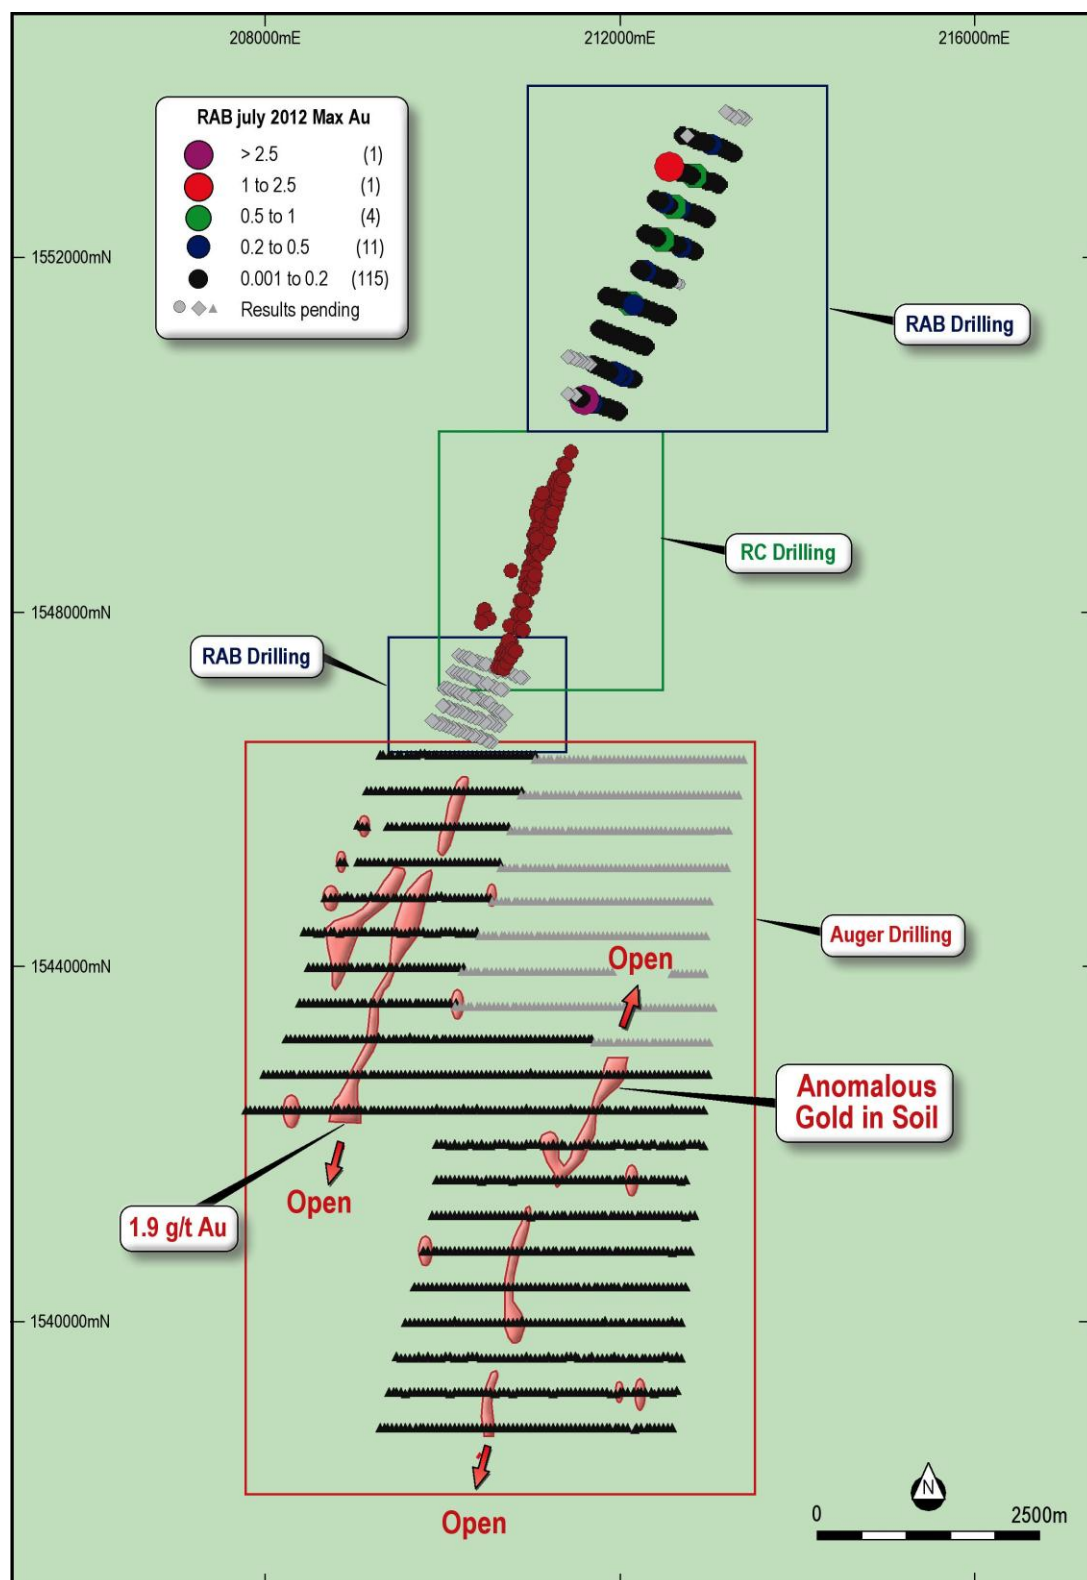 208000mE
212000mE
216000mE
RAB july 2012 Max Au
> 2.5 (1)
1 to 2.5 (1)
0.5 to 1 (4)
0.2 to 0.5 (11)
0.001 to 0.2 (115)
Results pending
1552000mN
RAB Drilling
RC Drilling
1548000mN
RAB Drilling
Auger Drilling
Open
1544000mN
Anomalous
Gold in Soil
Open
1.9 g/t Au
1540000mN
N
0 2500m
Open